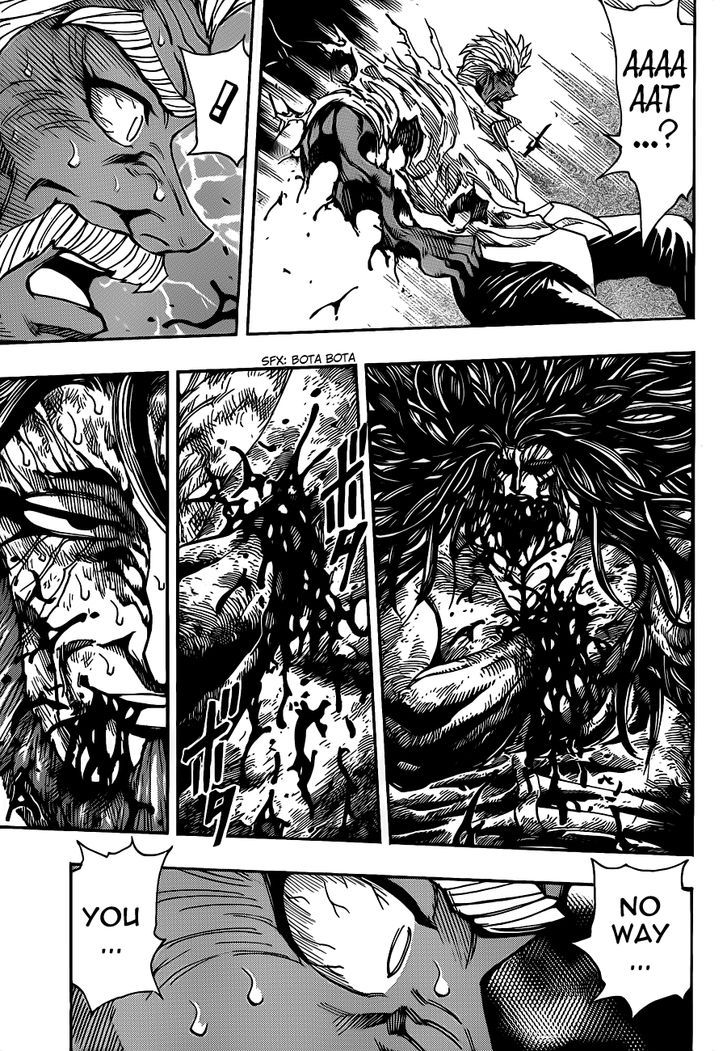 AAAA
AAT
...?
!
SFX: BOTA BOTA
ボタ
ボタ
NO
WAY
...
YOU
...